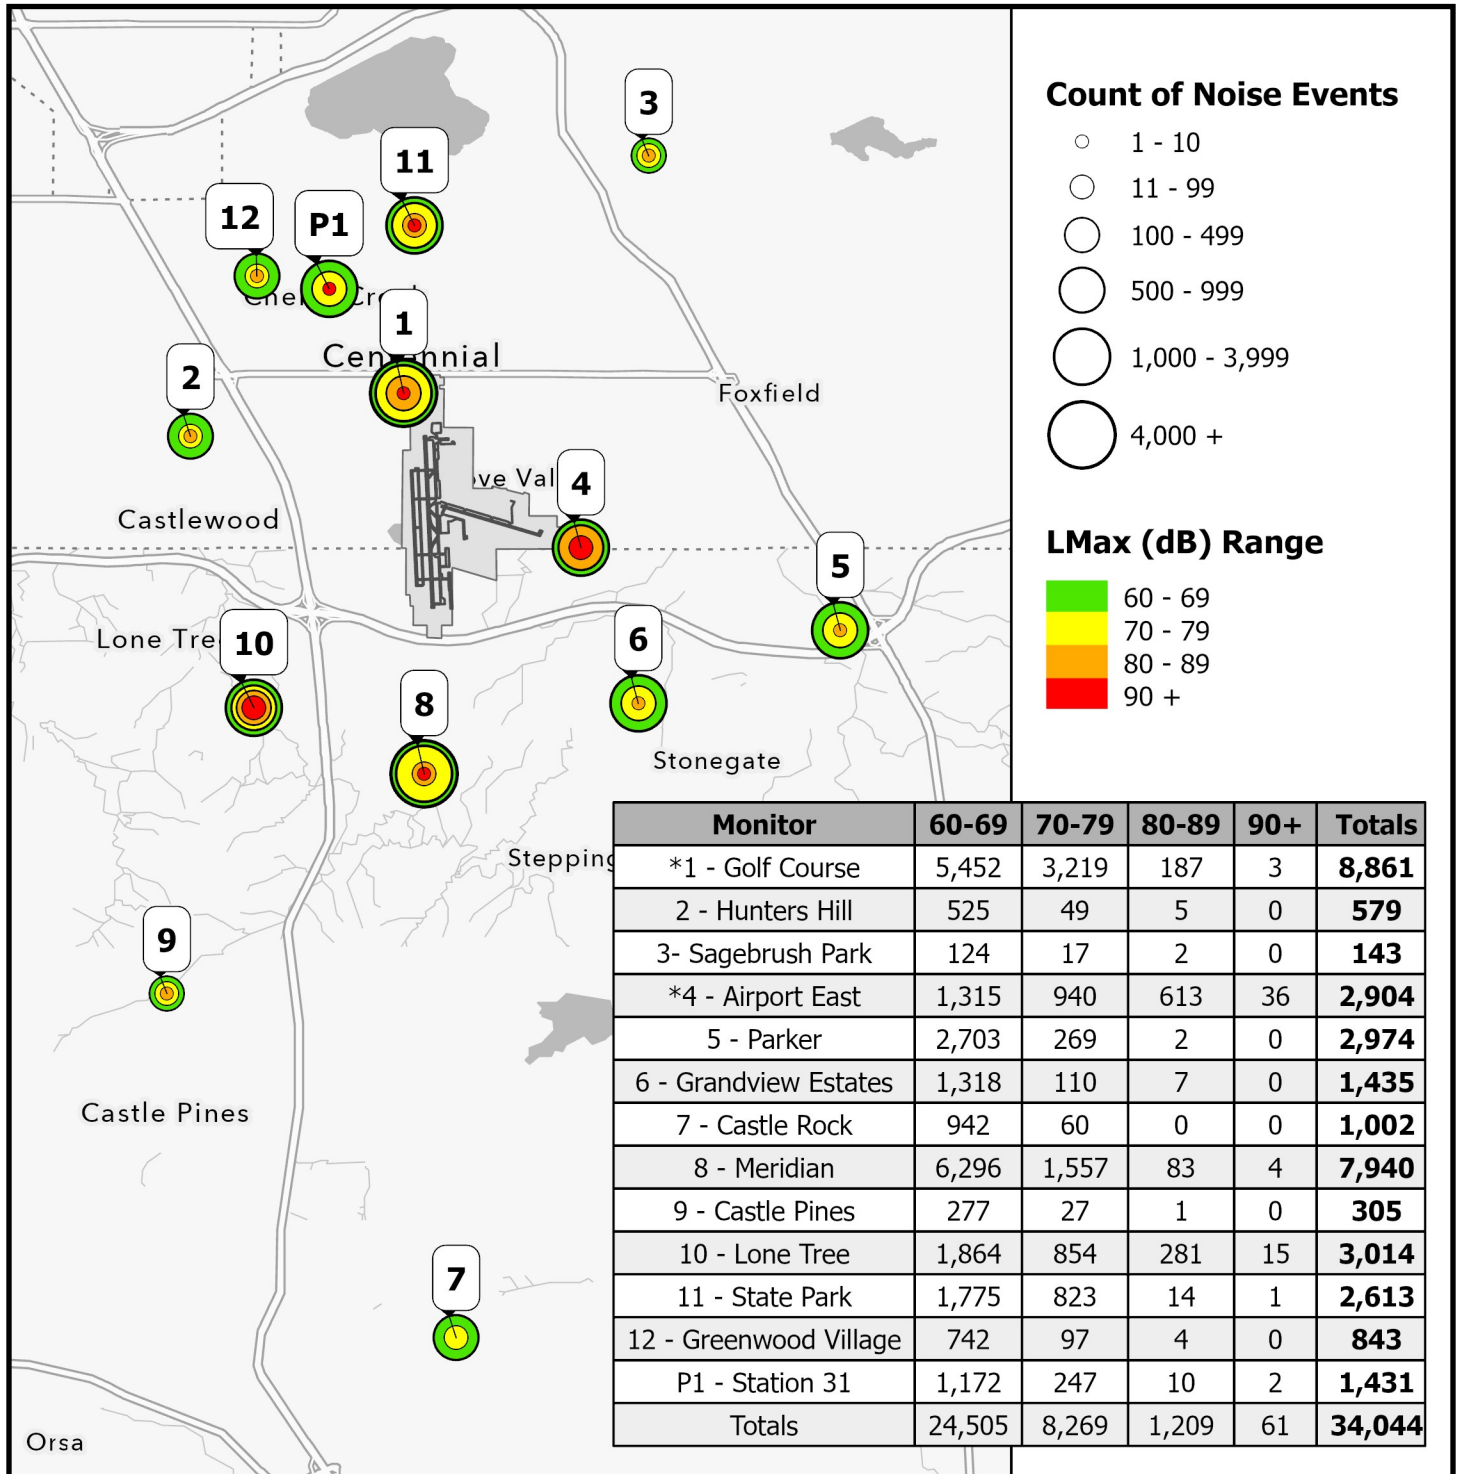 3
11
12
P1
1
Centennial
2
Foxfield
4
Castlewood
5
Lone Tre
10
6
8
Stonegate
Stepping
9
Castle Pines
7
Orsa
Count of Noise Events
1 - 10
11 - 99
100 - 499
500 - 999
1,000 - 3,999
4,000 +
LMax (dB) Range
60 - 69
70 - 79
80 - 89
90 +
Monitor 60-69 70-79 80-89 90+ Totals
*1 - Golf Course 5,452 3,219 187 3 8,861
2 - Hunters Hill 525 49 5 0 579
3- Sagebrush Park 124 17 2 0 143
*4 - Airport East 1,315 940 613 36 2,904
5 - Parker 2,703 269 2 0 2,974
6 - Grandview Estates 1,318 110 7 0 1,435
7 - Castle Rock 942 60 0 0 1,002
8 - Meridian 6,296 1,557 83 4 7,940
9 - Castle Pines 277 27 1 0 305
10 - Lone Tree 1,864 854 281 15 3,014
11 - State Park 1,775 823 14 1 2,613
12 - Greenwood Village 742 97 4 0 843
P1 - Station 31 1,172 247 10 2 1,431
Totals 24,505 8,269 1,209 61 34,044